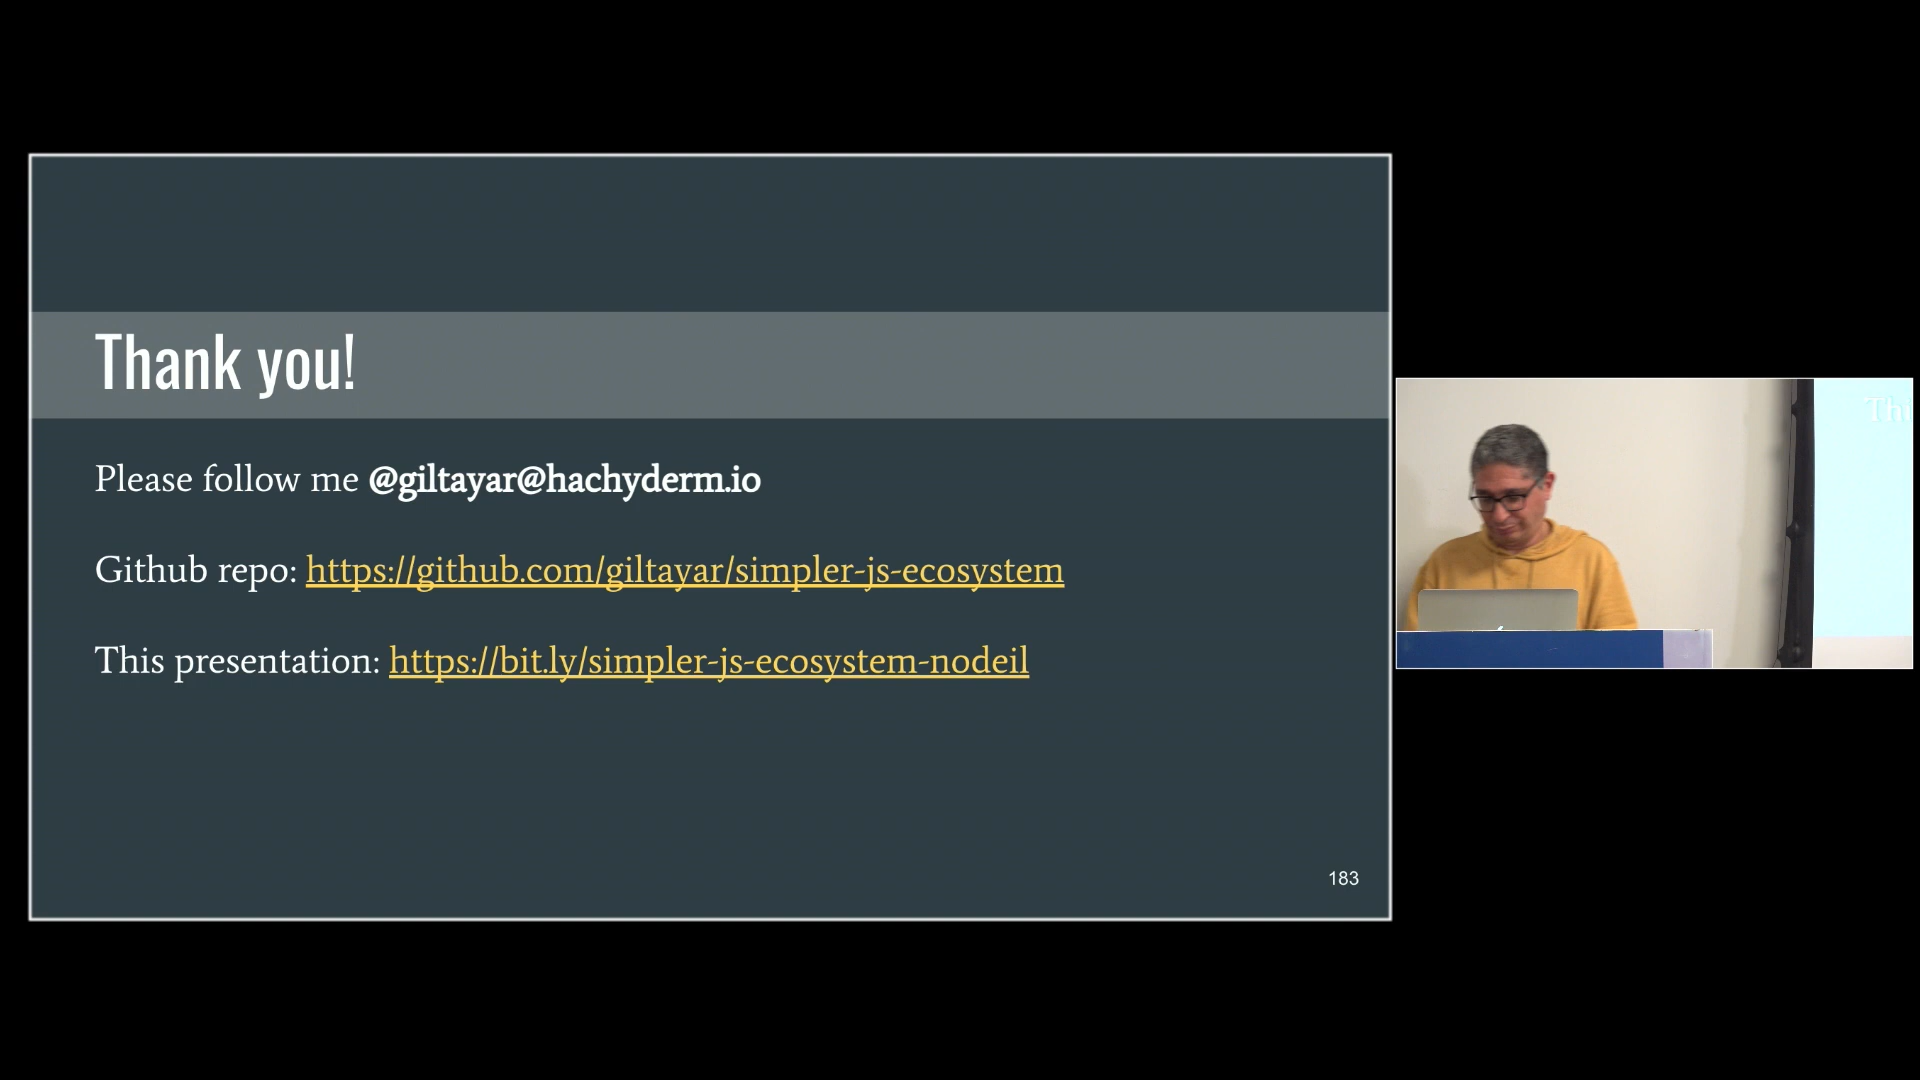 Thank you!
Please follow me @giltayar@hachyderm.io
Github repo: https://github.com/giltayar/simpler-js-ecosystem
This presentation: https://bit.ly/simpler-js-ecosystem-nodeil
183
Thi